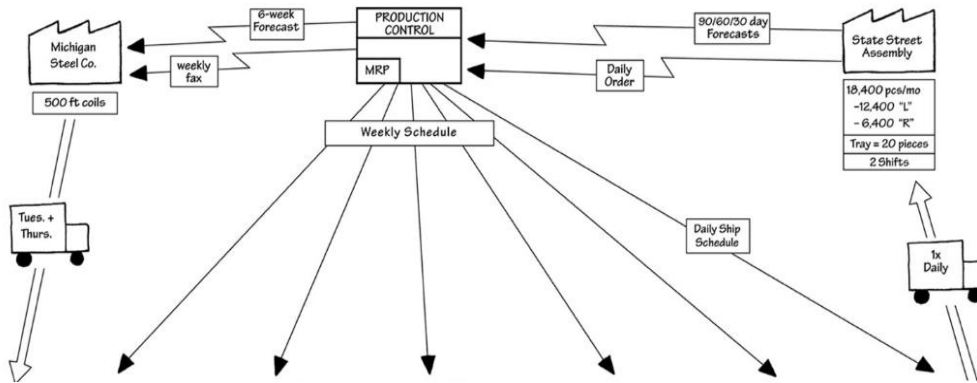 6-week
Forecast
PRODUCTION
CONTROL
90/60/30 day
Forecasts
Michigan
Steel Co.
weekly
fax
MRP
Daily
Order
State Street
Assembly
500 ft coils
18,400 pcs/mo
-12,400 "L"
- 6,400 "R"
Tray = 20 pieces
2 Shifts
Weekly Schedule
Tues. +
Thurs.
Daily Ship
Schedule
1x
Daily